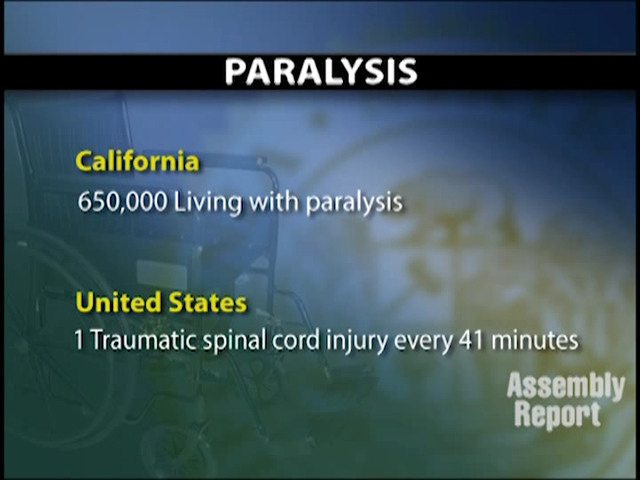 PARALYSIS
California
650,000 Living with paralysis
United States
1 Traumatic spinal cord injury every 41 minutes
Assembly
Report